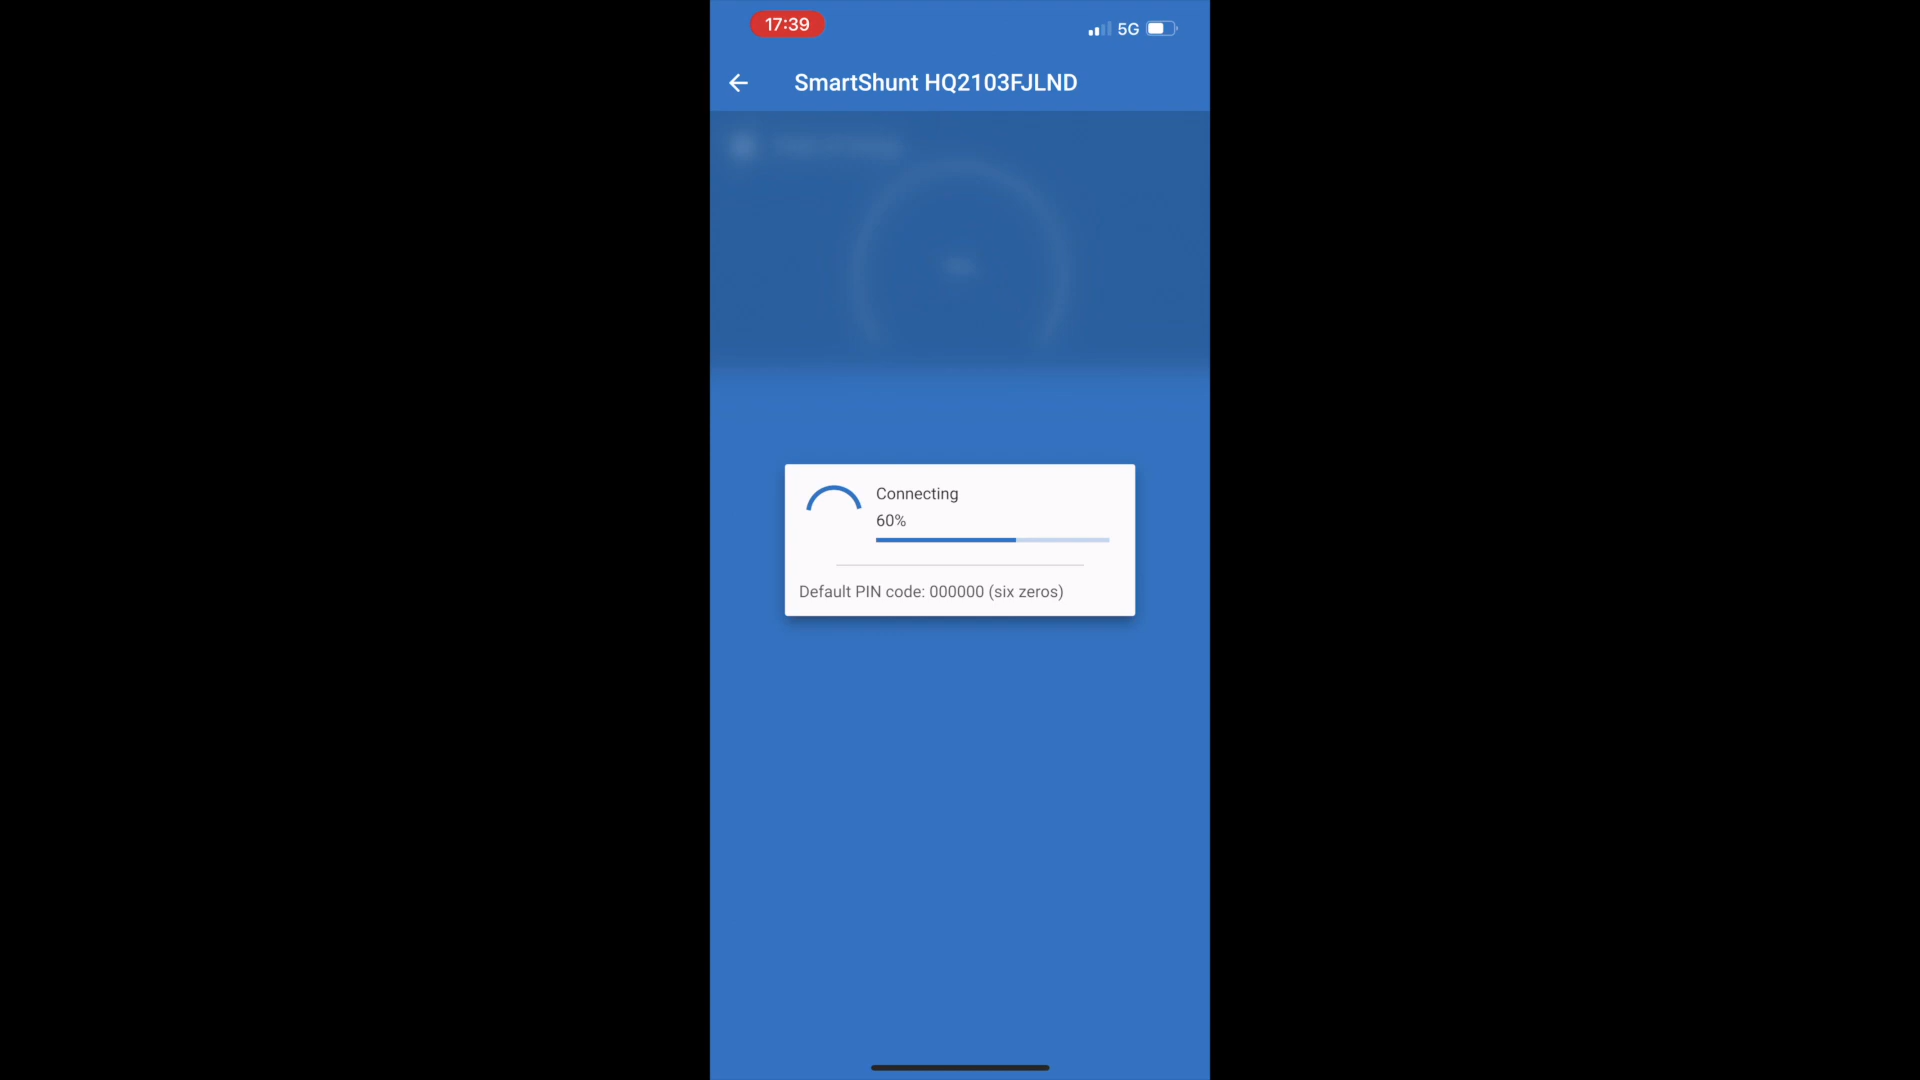 17:39
5G
SmartShunt HQ2103FJLND
Connecting
60%
Default PIN code: 000000 (six zeros)